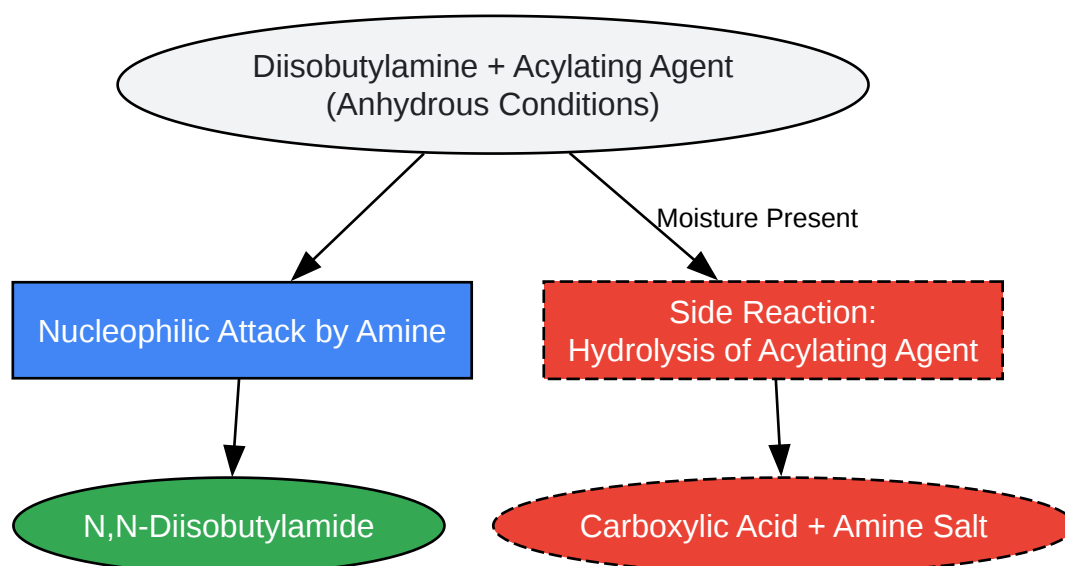 Diisobutylamine + Acylating Agent
(Anhydrous Conditions)
Moisture Present
Nucleophilic Attack by Amine
Side Reaction:
Hydrolysis of Acylating Agent
N,N-Diisobutylamide
Carboxylic Acid + Amine Salt